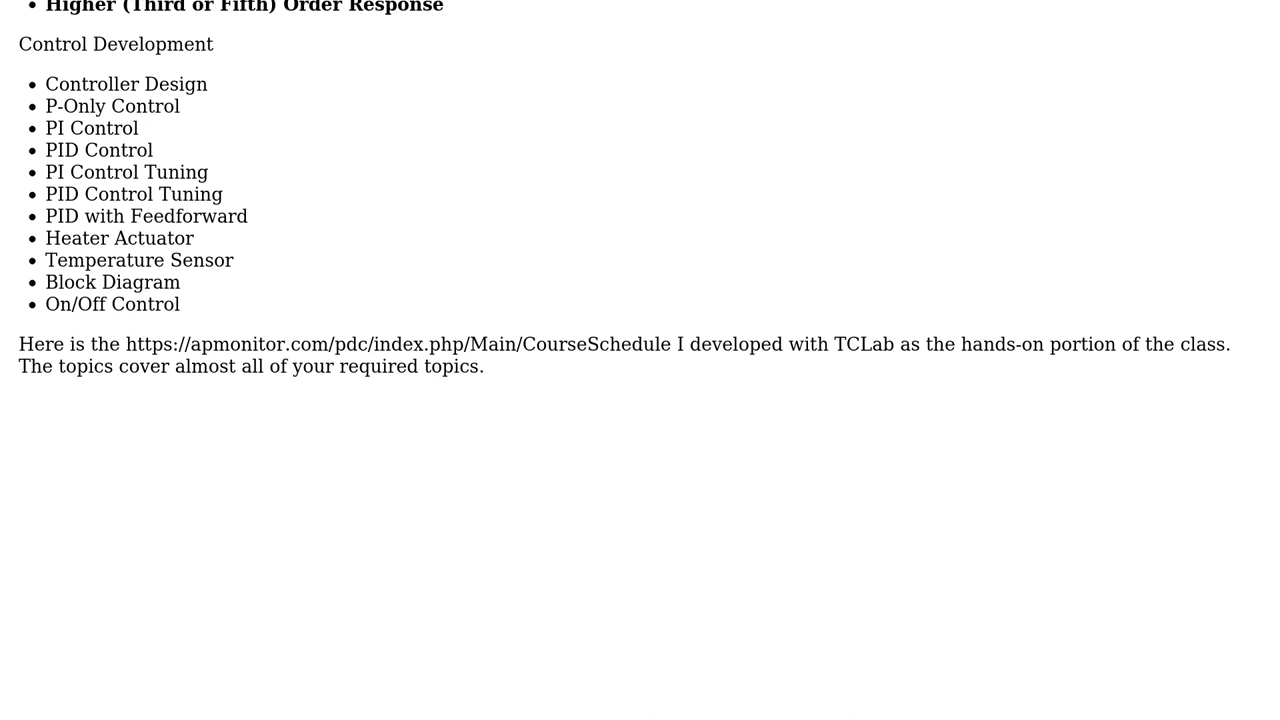 Higher (Third or Fifth) Order Response
Control Development
Controller Design
P-Only Control
PI Control
PID Control
PI Control Tuning
PID Control Tuning
PID with Feedforward
Heater Actuator
Temperature Sensor
Block Diagram
On/Off Control
Here is the https://apmonitor.com/pdc/index.php/Main/CourseSchedule I developed with TCLab as the hands-on portion of the class.
The topics cover almost all of your required topics.